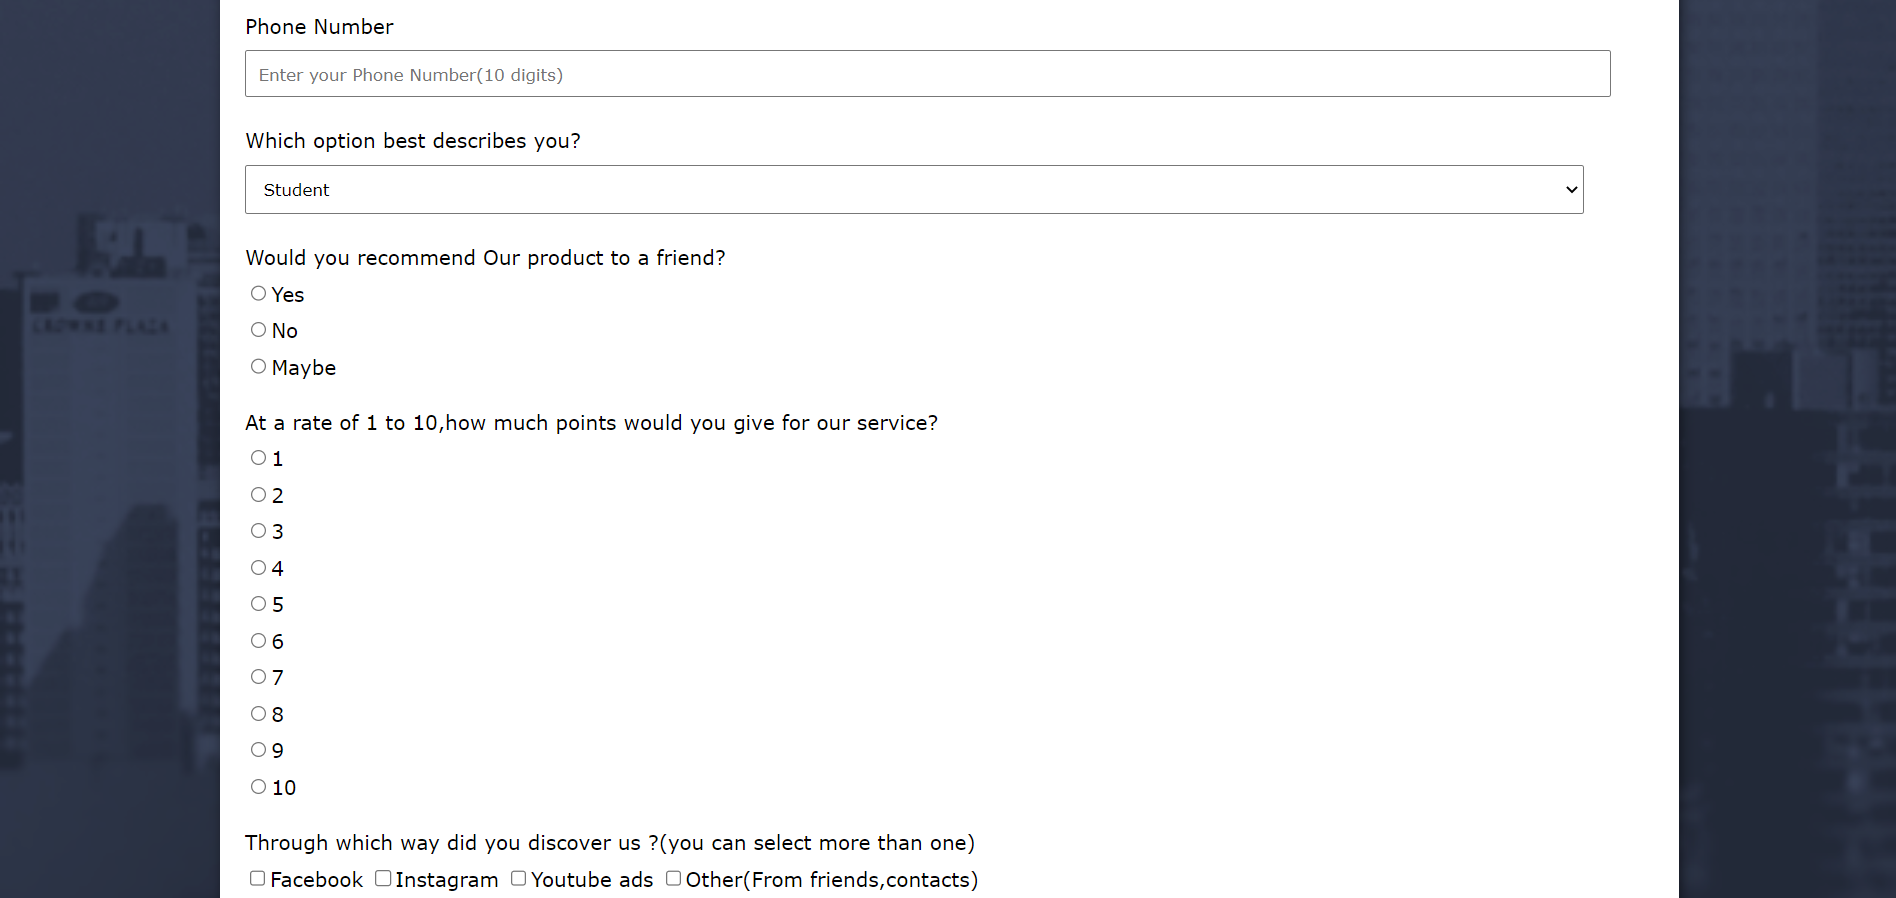 Phone Number
Enter your Phone Number(10 digits)
Which option best describes you?
Student
Would you recommend Our product to a friend?
Yes
No
Maybe
At a rate of 1 to 10,how much points would you give for our service?
1
2
3
4
5
6
7
8
9
10
Through which way did you discover us ?(you can select more than one)
Facebook Instagram Youtube ads Other(From friends,contacts)